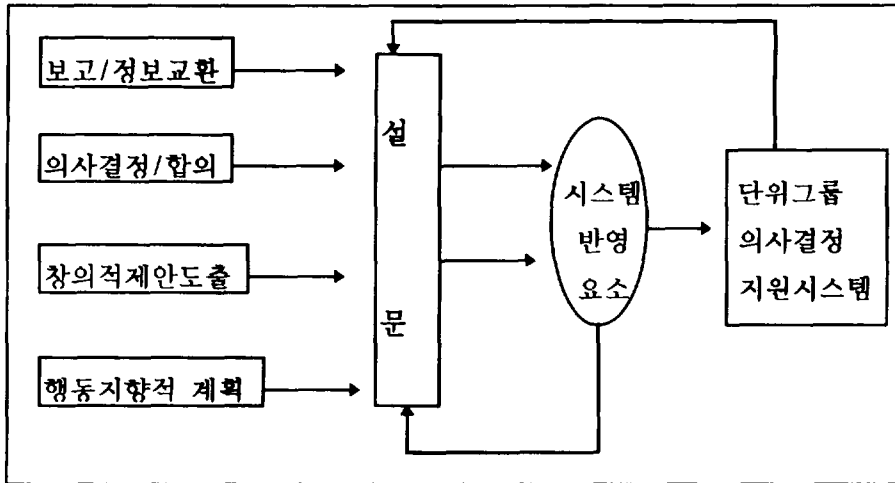 보고/정보교환
의사결정/합의
창의적제안도출
행동지향적 계획
설
문
시스템
반영
요소
단위그룹
의사결정
지원시스템